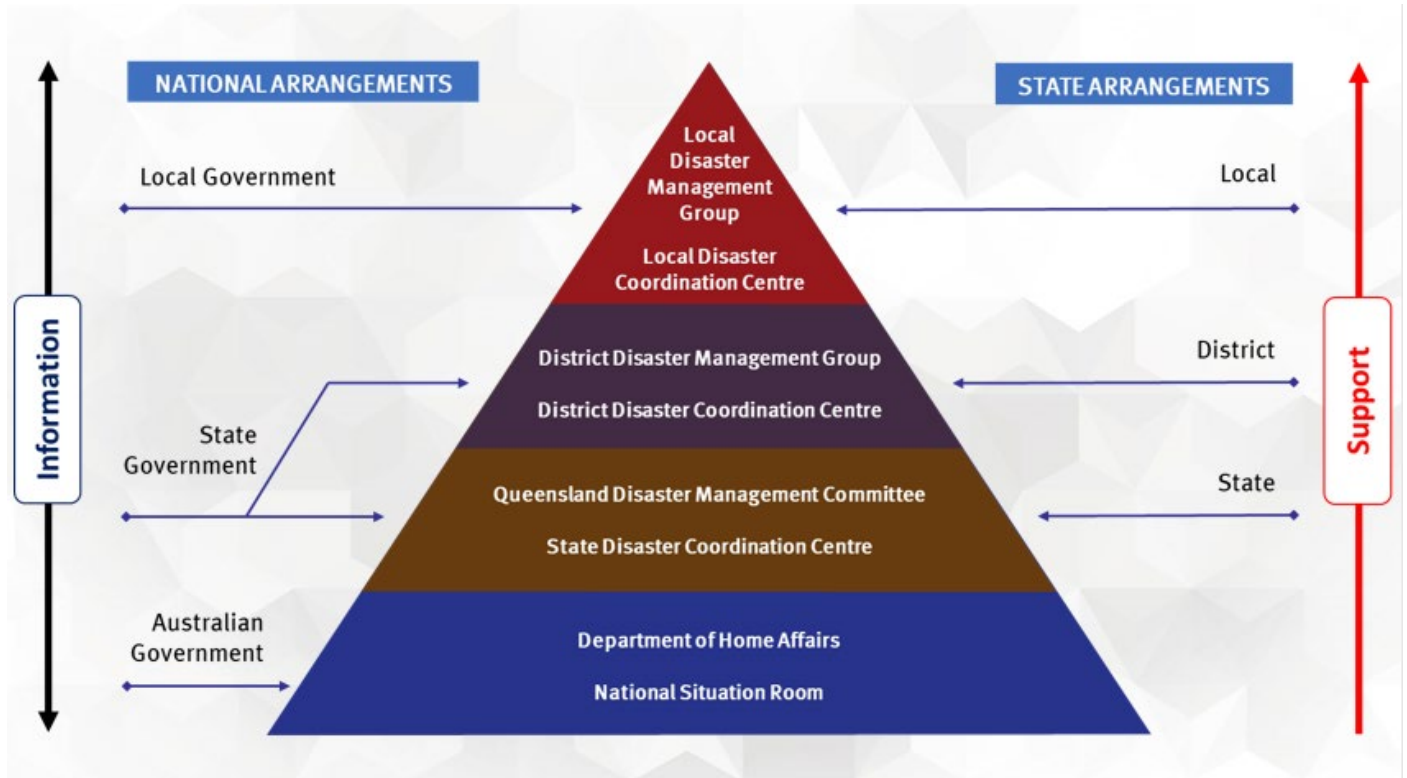 NATIONAL ARRANGEMENTS
STATE ARRANGEMENTS
Information
Local Government
State
Government
Australian
Government
Local
Disaster
Management
Group
Local Disaster
Coordination Centre
District Disaster Management Group
District Disaster Coordination Centre
Queensland Disaster Management Committee
State Disaster Coordination Centre
Department of Home Affairs
National Situation Room
Local
District
State
Support